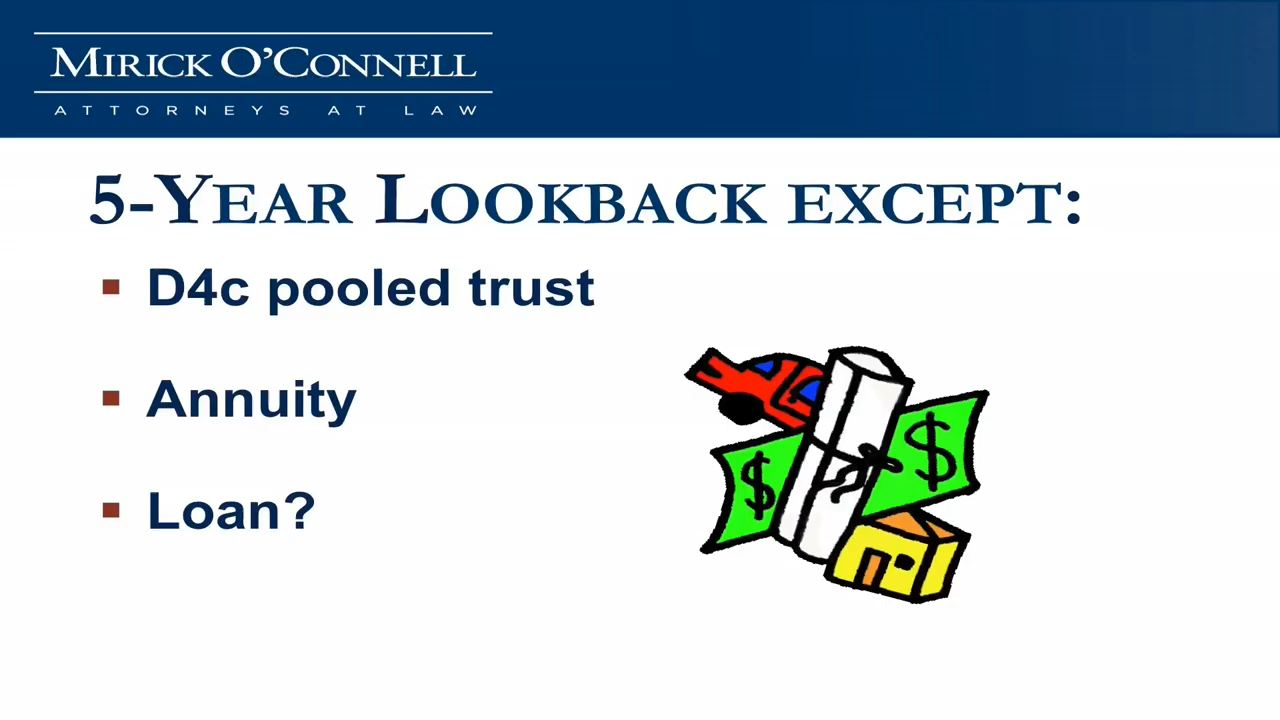 MIRICK O'CONNELL
ATTORNEYS AT LAW
5-YEAR LOOKBACK EXCEPT:
▪ D4c pooled trust
▪ Annuity
▪ Loan?
$
$